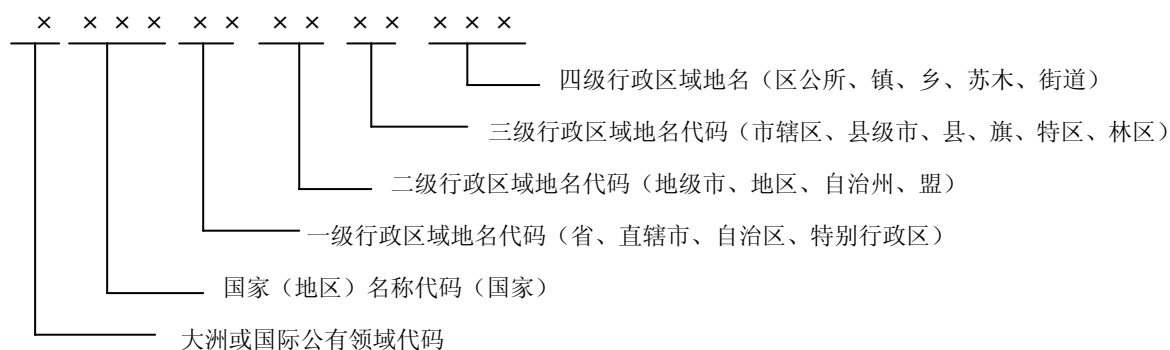 × × × × × × × × × × × × ×
四级行政区域地名（区公所、镇、乡、苏木、街道）
三级行政区域地名代码（市辖区、县级市、县、旗、特区、林区）
二级行政区域地名代码（地级市、地区、自治州、盟）
一级行政区域地名代码（省、直辖市、自治区、特别行政区）
国家（地区）名称代码（国家）
大洲或国际公有领域代码